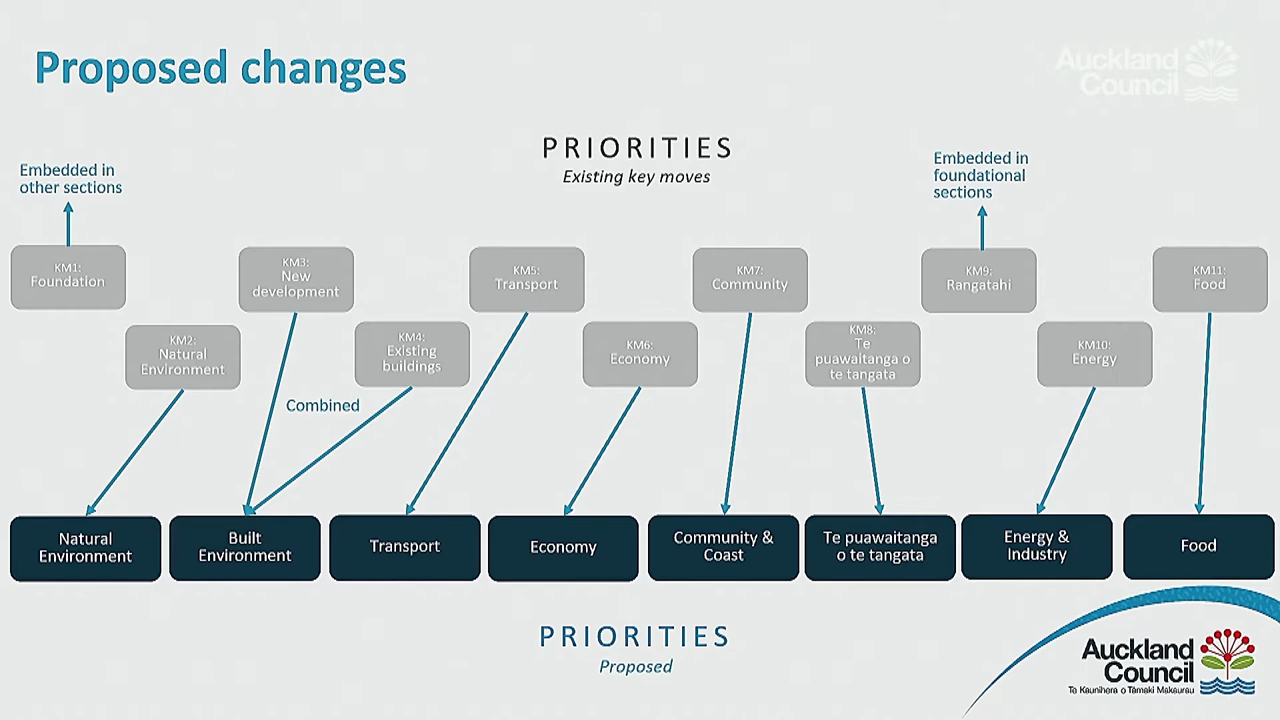 Proposed changes
Auckland
Council
PRIORITIES
Existing key moves
Embedded in
other sections
Embedded in
foundational
sections
KM1:
Foundation
KM3:
New
development
KM5:
Transport
KM7:
Community
KM9:
Rangatahi
KM11:
Food
KM2:
Natural
Environment
KM4:
Existing
buildings
KM6:
Economy
KM8:
Te
puawaitanga o
te tangata
KM10:
Energy
Combined
Natural
Environment
Built
Environment
Transport
Economy
Community &
Coast
Te puawaitanga
o te tangata
Energy &
Industry
Food
PRIORITIES
Proposed
Auckland
Council
Te Kaunihera o Tāmaki Makaurau